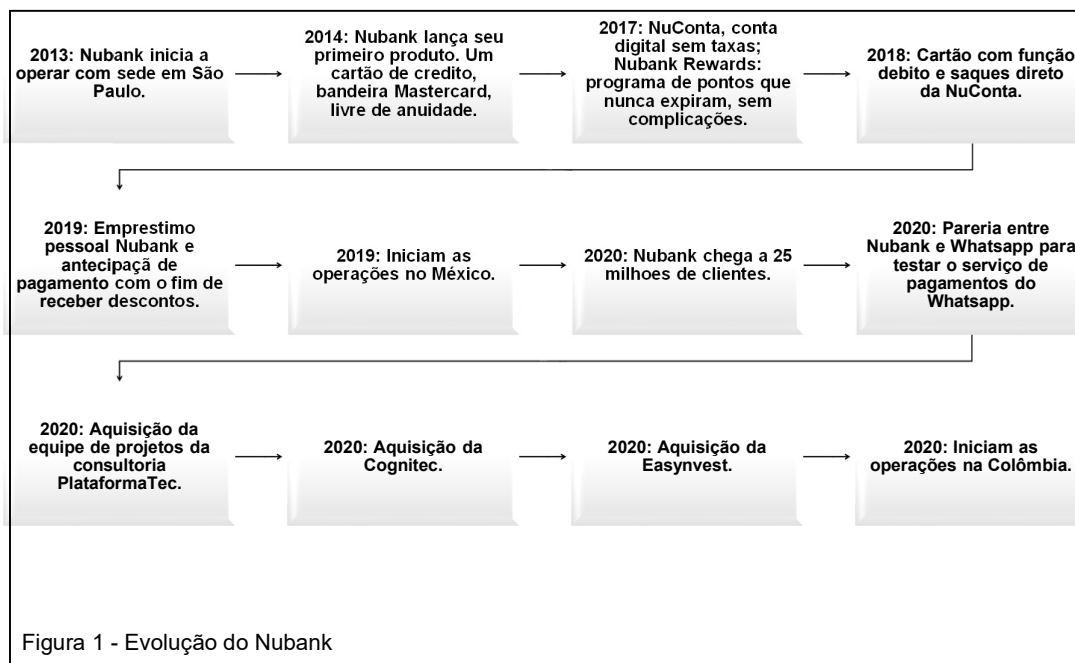 2013: Nubank inicia a
operar com sede em São
Paulo.
2014: Nubank lança seu
primeiro produto. Um
cartão de credito,
bandeira Mastercard,
livre de anuidade.
2017: NuConta, conta
digital sem taxas;
Nubank Rewards:
programa de pontos que
nunca expiram, sem
complicações.
2018: Cartão com função
debito e saques direto
da NuConta.
2019: Emprestimo
pessoal Nubank e
antecipaçã de
pagamento com o fim de
receber descontos.
2019: Iniciam as
operações no México.
2020: Nubank chega a 25
milhoes de clientes.
2020: Pareria entre
Nubank e Whatsapp para
testar o serviço de
pagamentos do
Whatsapp.
2020: Aquisição da
equipe de projetos da
consultoria
PlataformaTec.
2020: Aquisição da
Cognitec.
2020: Aquisição da
Easynvest.
2020: Iniciam as
operações na Colômbia.
Figura 1 - Evolução do Nubank